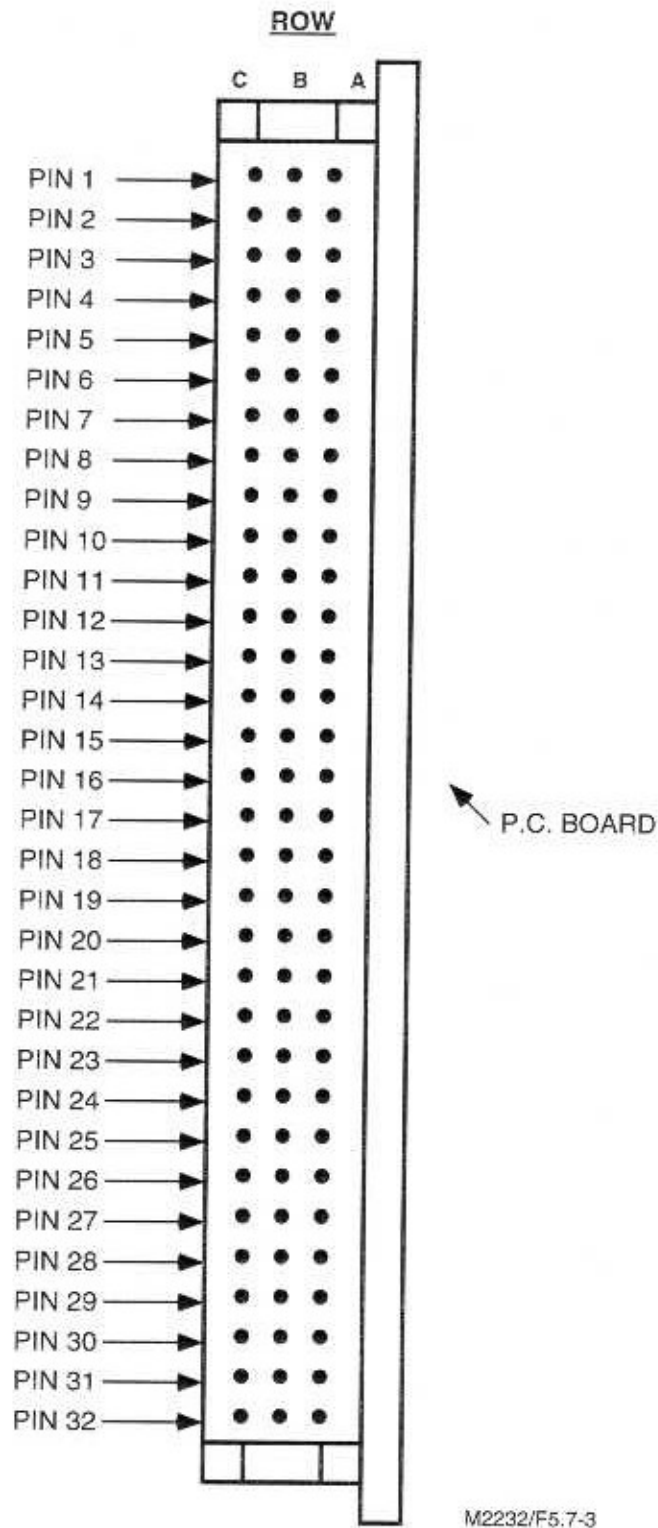 ROW
C B A
PIN 1
PIN 2
PIN 3
PIN 4
PIN 5
PIN 6
PIN 7
PIN 8
PIN 9
PIN 10
PIN 11
PIN 12
PIN 13
PIN 14
PIN 15
PIN 16
PIN 17
P.C. BOARD
PIN 18
PIN 19
PIN 20
PIN 21
PIN 22
PIN 23
PIN 24
PIN 25
PIN 26
PIN 27
PIN 28
PIN 29
PIN 30
PIN 31
PIN 32
M2232/F5.7-3